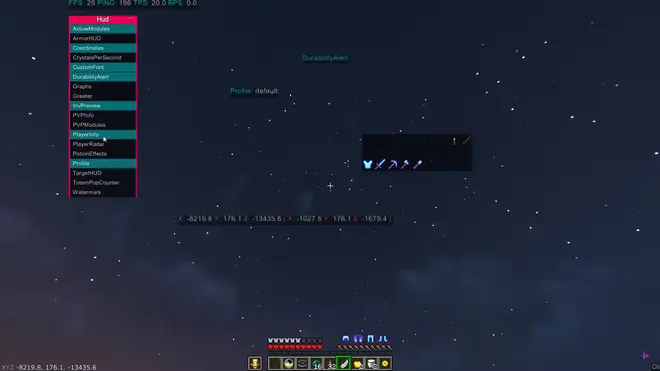 FPS: 25 PING: 196 TPS: 20.0 BPS: 0.0
Hud
ActiveModules
ArmorHUD
Coordinates
CrystalsPerSecond
CustomFont
DurabilityAlert
Graphs
Greeter
InvPreview
PVPInfo
PVPModules
PlayerInfo
PlayerRadar
PotionEffects
Profile
TargetHUD
TotemPopCounter
Watermark
DurabilityAlert
Profile: default
X: -8219.8 Y: 176.1 Z: -13435.6 [ X: -1027.5 Y: 176.1 Z: -1679.4 ]
16
32
XYZ -8219.8, 176.1, -13435.6